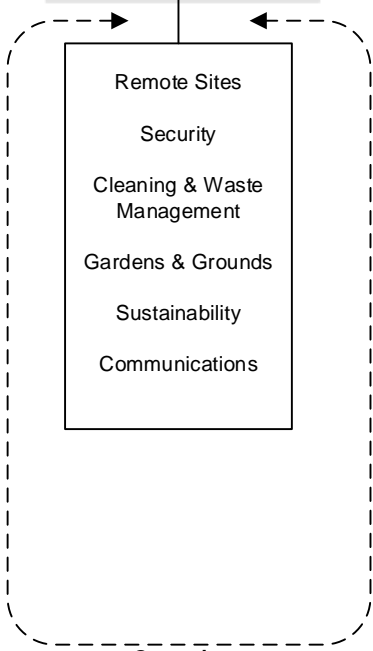 Remote Sites
Security
Cleaning & Waste
Management
Gardens & Grounds
Sustainability
Communications